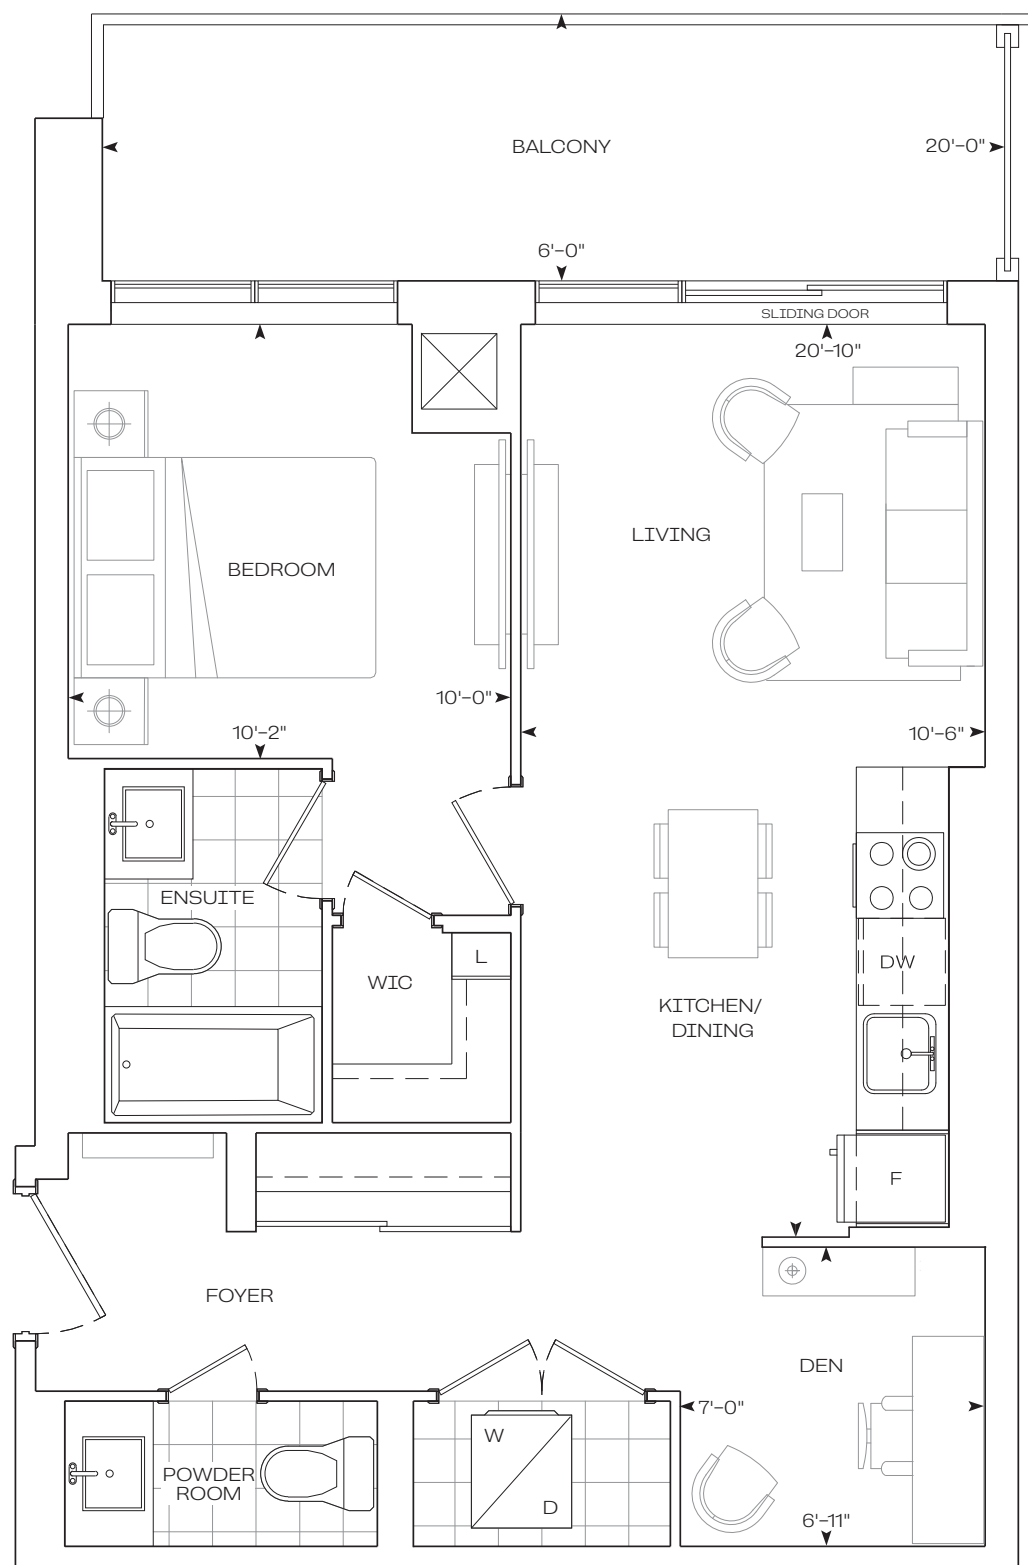 BALCONY
20'-0"
6'-0"
SLIDING DOOR
20'-10"
LIVING
BEDROOM
10'-0"
10'-2"
10'-6"
ENSUITE
L
WIC
DW
KITCHEN/
DINING
F
FOYER
DEN
7'-0"
W
POWDER
ROOM
D
6'-11"